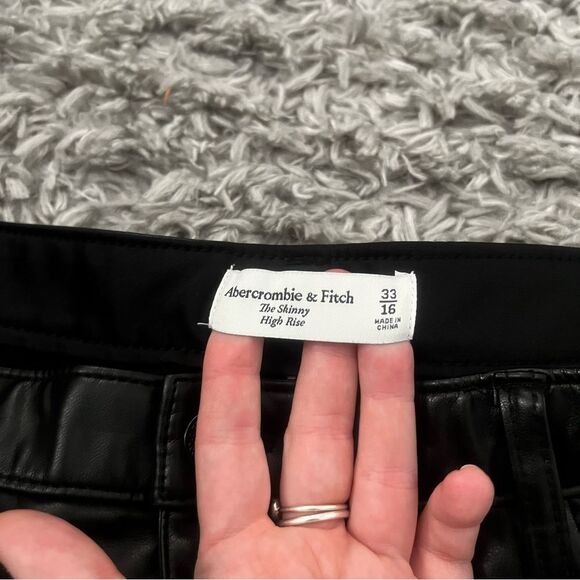 Abercrombie & Fitch
The Skinny
High Rise
33
16
MADE IN
CHINA